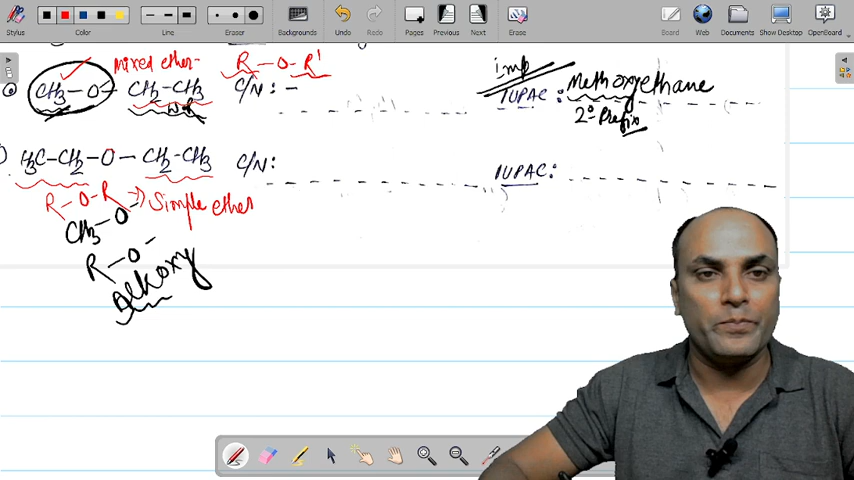 Stylus Color Line Eraser Backgrounds Undo Redo Pages Previous Next Erase Board Web Documents Show Desktop OpenBoard
mixed ether- R-O-R' imp
CH3-O- CH2-CH3 C/N: - IUPAC: Methoxyethane
W.R
2° Prefix
H3C-CH2-O-CH2-CH3 C/N: IUPAC:
R-O-R → Simple ether
CH3-O-
R-O-
Alkoxy